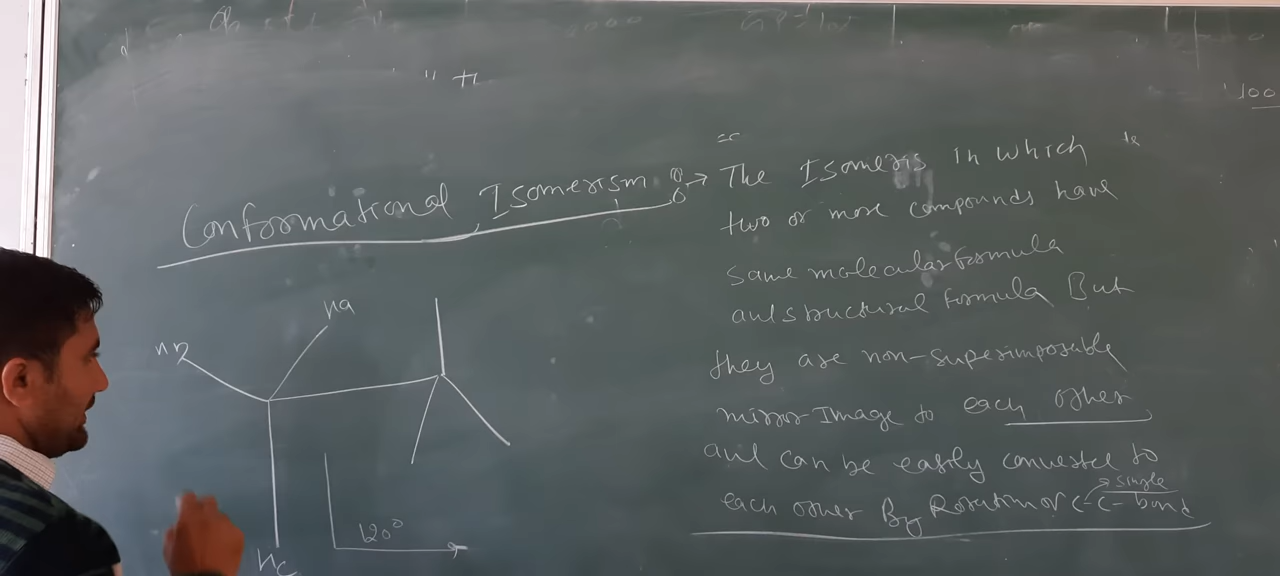 100
Conformational Isomerism : → The Isomeris in which
two or more compounds have
same molecular formula
and structural formula But
they are non-superimposable
mirror-Image to each other
and can be easily converted to
each other By Rotation of C-C- bond
single
Ha
Hc
120°